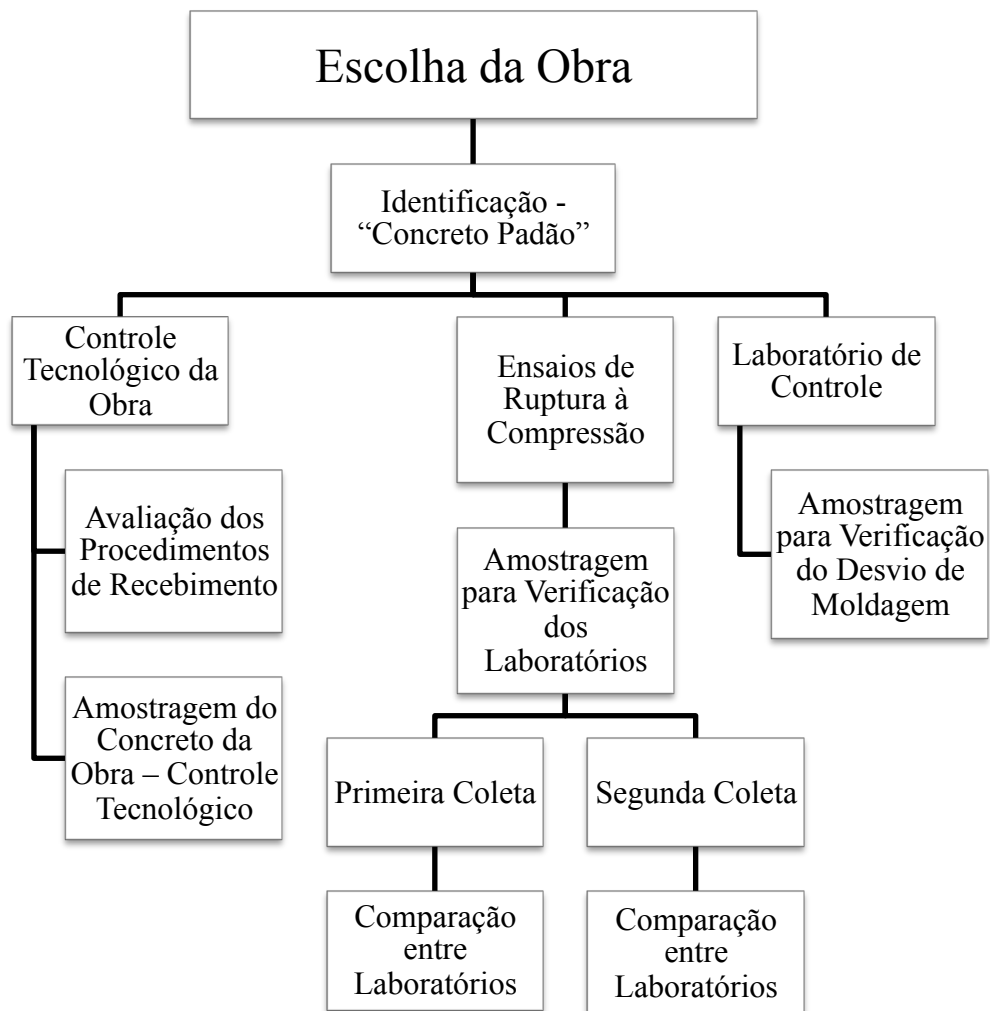 Escolha da Obra
Identificação -
“Concreto Padão”
Controle
Tecnológico da
Obra
Avaliação dos
Procedimentos
de Recebimento
Amostragem do
Concreto da
Obra – Controle
Tecnológico
Ensaios de
Ruptura à
Compressão
Amostragem
para Verificação
dos
Laboratórios
Primeira Coleta
Comparação
entre
Laboratórios
Segunda Coleta
Comparação
entre
Laboratórios
Laboratório de
Controle
Amostragem
para Verificação
do Desvio de
Moldagem